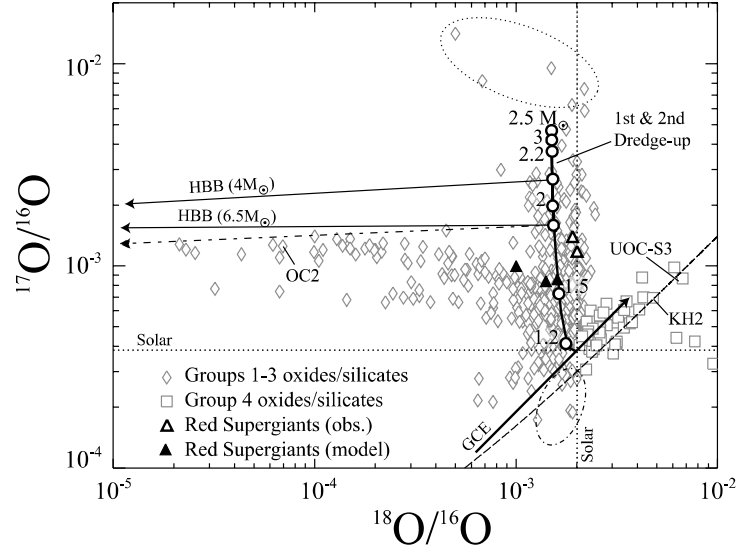 10⁻²
10⁻³
10⁻⁴
¹⁷O/¹⁶O
2.5 M☉
3
2.2
2
1.5
1.2
1st & 2nd
Dredge-up
HBB (4M☉)
HBB (6.5M☉)
OC2
UOC-S3
KH2
Solar
GCE
Solar
Groups 1-3 oxides/silicates
Group 4 oxides/silicates
Red Supergiants (obs.)
Red Supergiants (model)
10⁻⁵
10⁻⁴
10⁻³
10⁻²
¹⁸O/¹⁶O